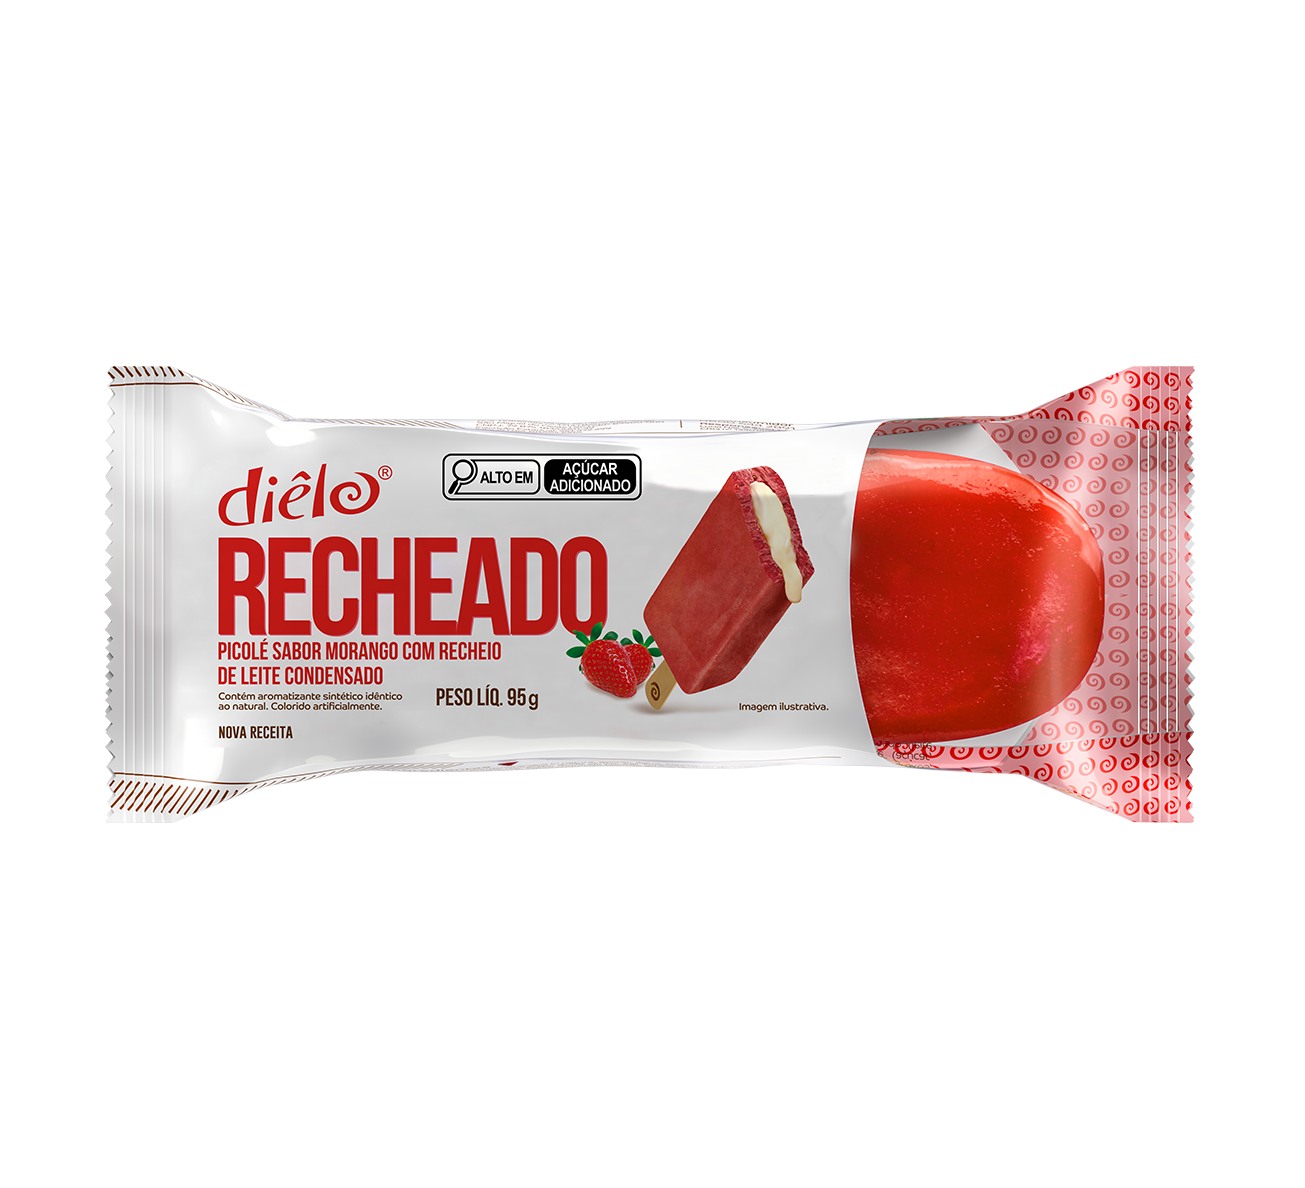 diêlo®
ALTO EM
AÇÚCAR
ADICIONADO
RECHEADO
PICOLÉ SABOR MORANGO COM RECHEIO
DE LEITE CONDENSADO
Contém aromatizante sintético idêntico
ao natural. Colorido artificialmente.
PESO LÍQ. 95g
Imagem ilustrativa.
NOVA RECEITA